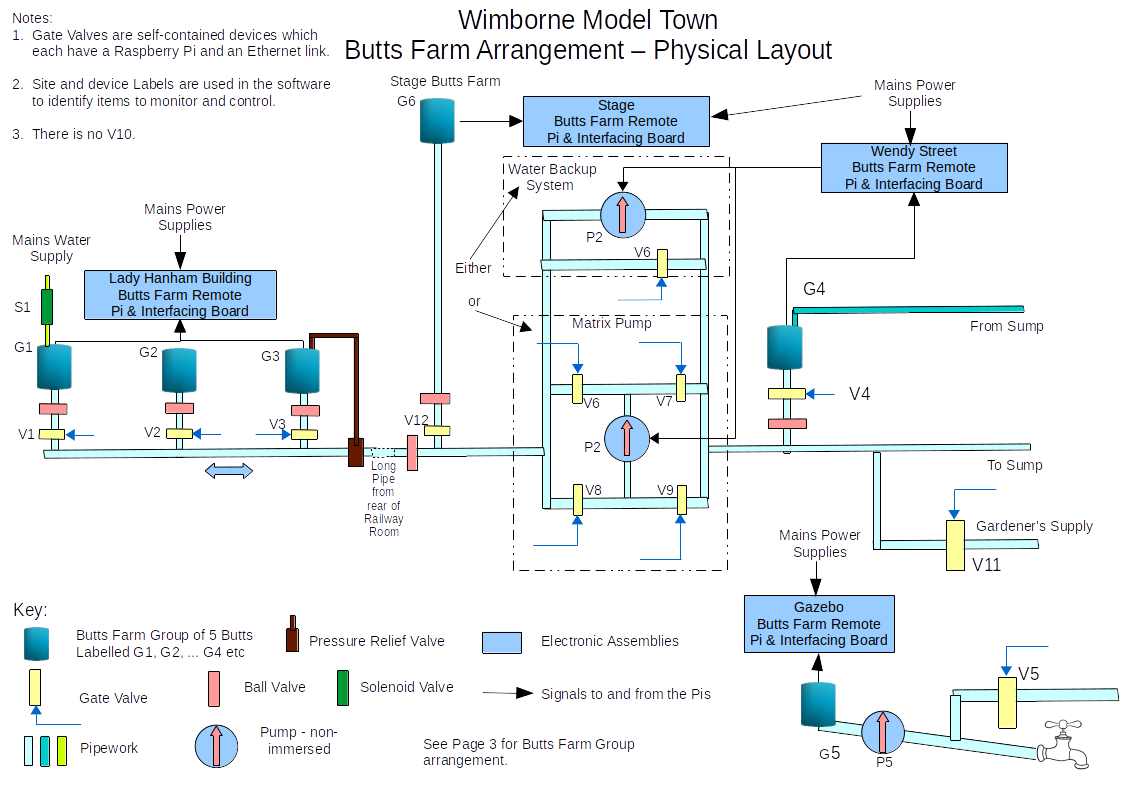 Wimborne Model Town
Butts Farm Arrangement – Physical Layout
Notes:
1. Gate Valves are self-contained devices which
each have a Raspberry Pi and an Ethernet link.
2. Site and device Labels are used in the software
to identify items to monitor and control.
3. There is no V10.
Stage Butts Farm
G6
Stage
Butts Farm Remote
Pi & Interfacing Board
Mains Power
Supplies
Wendy Street
Butts Farm Remote
Pi & Interfacing Board
Water Backup
System
P2
V6
Either
or
Matrix Pump
V6
V7
P2
V8
V9
Mains Power
Supplies
Mains Water
Supply
Lady Hanham Building
Butts Farm Remote
Pi & Interfacing Board
S1
G1
G2
G3
V1
V2
V3
V12
Long
Pipe
from
rear of
Railway
Room
G4
From Sump
V4
To Sump
Gardener's Supply
V11
Mains Power
Supplies
Gazebo
Butts Farm Remote
Pi & Interfacing Board
V5
G5
P5
Key:
Butts Farm Group of 5 Butts
Labelled G1, G2, ... G4 etc
Pressure Relief Valve
Electronic Assemblies
Gate Valve
Ball Valve
Solenoid Valve
Signals to and from the Pis
Pipework
Pump - non-
immersed
See Page 3 for Butts Farm Group
arrangement.